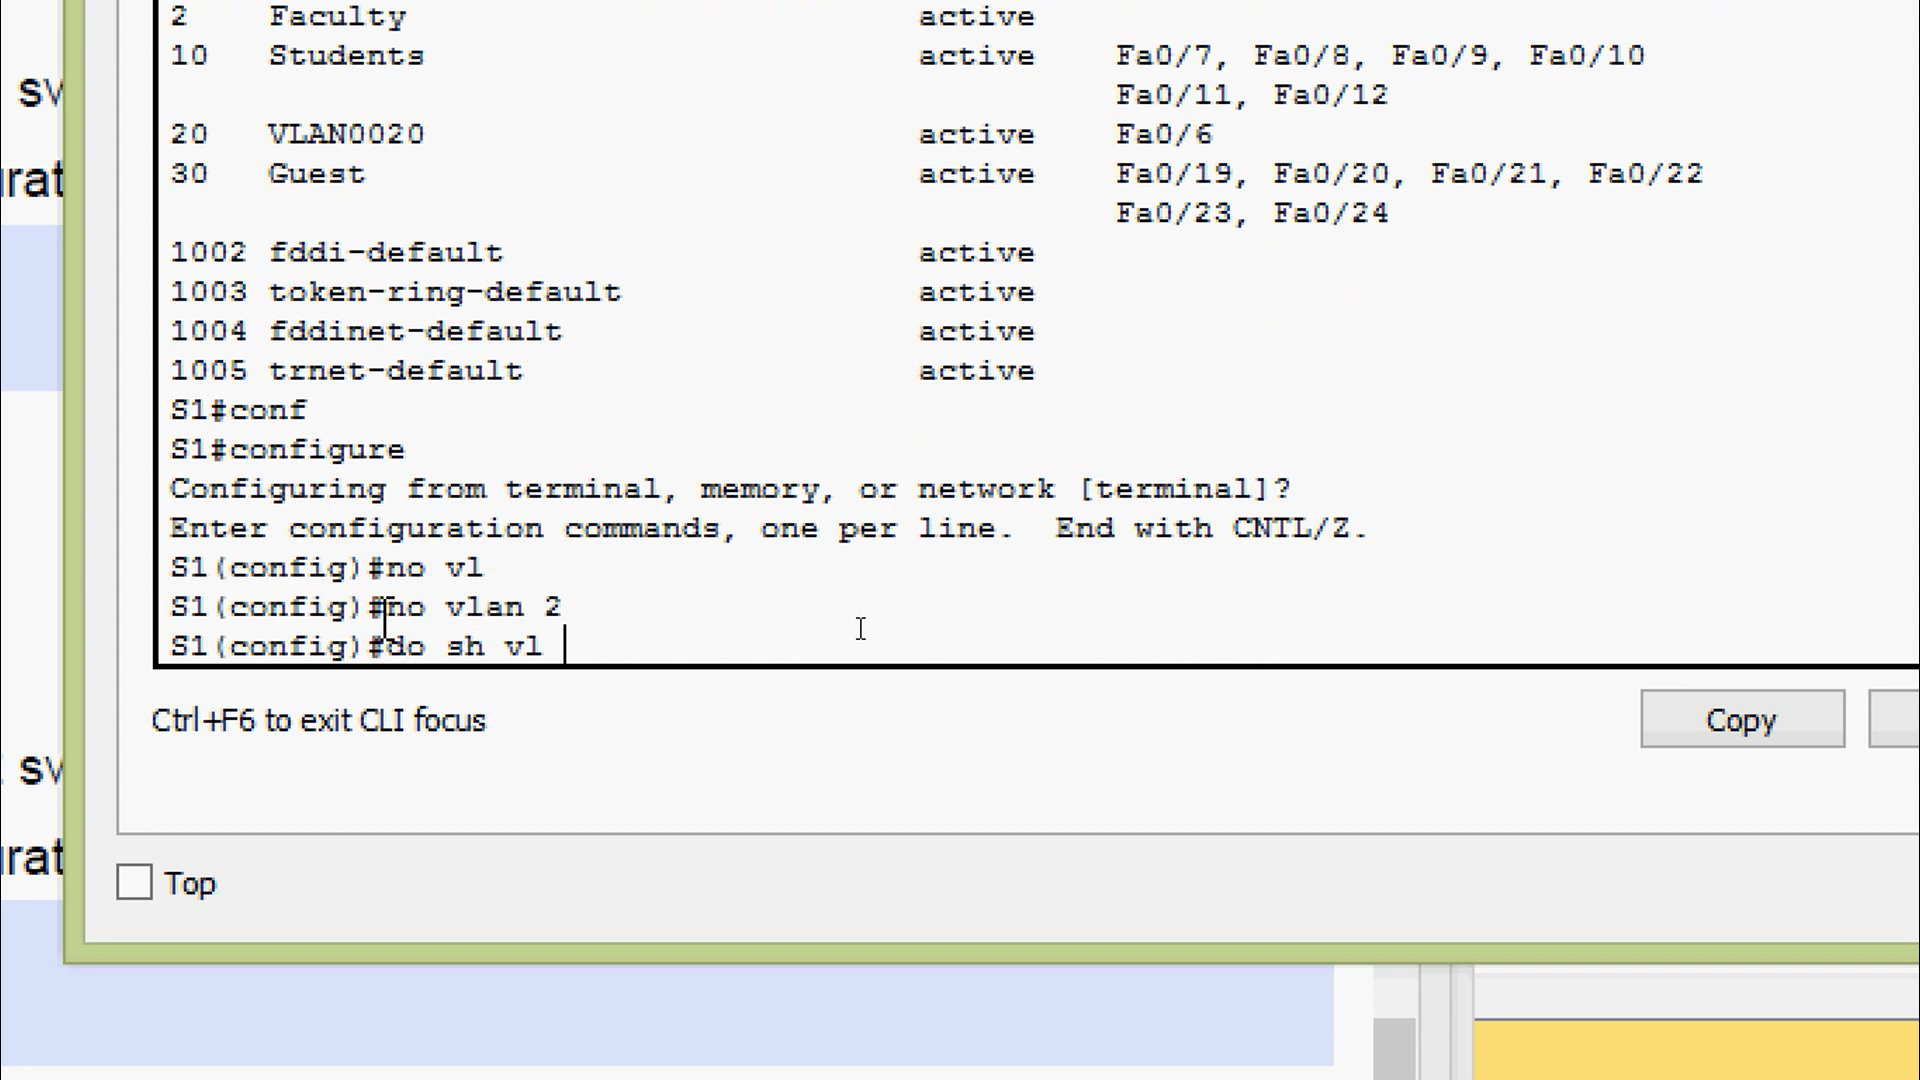 2 Faculty active
10 Students active Fa0/7, Fa0/8, Fa0/9, Fa0/10
Fa0/11, Fa0/12
20 VLAN0020 active Fa0/6
30 Guest active Fa0/19, Fa0/20, Fa0/21, Fa0/22
Fa0/23, Fa0/24
1002 fddi-default active
1003 token-ring-default active
1004 fddinet-default active
1005 trnet-default active
S1#conf
S1#configure
Configuring from terminal, memory, or network [terminal]?
Enter configuration commands, one per line. End with CNTL/Z.
S1(config)#no vl
S1(config)#no vlan 2
S1(config)#do sh vl
Ctrl+F6 to exit CLI focus
Copy
Top